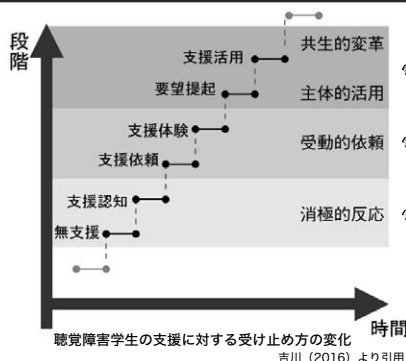 段階
共生的変革
支援活用
要望提起
主体的活用
支援体験
受動的依頼
支援依頼
支援認知
消極的反応
無支援
時間
聴覚障害学生の支援に対する受け止め方の変化
吉川（2016）より引用